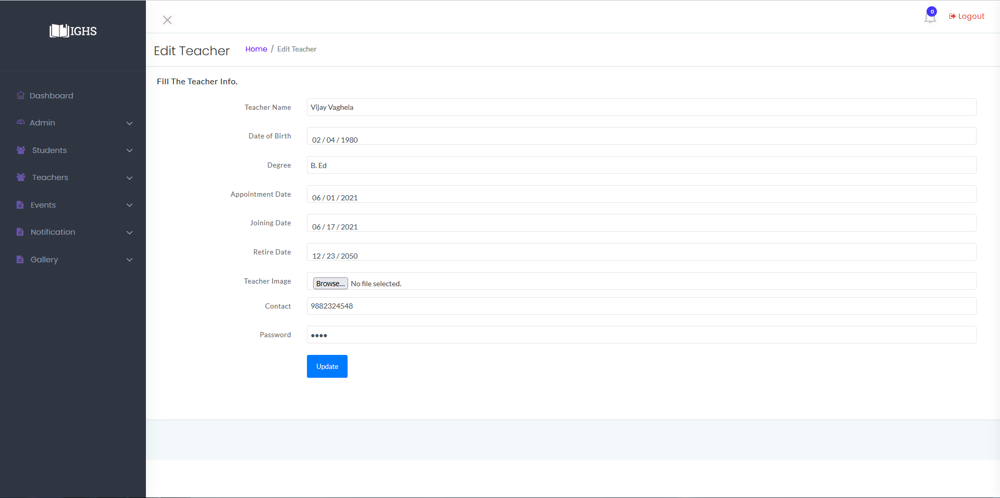 IGHS
0
Logout
Edit Teacher
Home / Edit Teacher
Dashboard
Admin
Students
Teachers
Events
Notification
Gallery
Fill The Teacher Info.
Teacher Name
Vijay Vaghela
Date of Birth
02 / 04 / 1980
Degree
B. Ed
Appointment Date
06 / 01 / 2021
Joining Date
06 / 17 / 2021
Retire Date
12 / 23 / 2050
Teacher Image
Browse... No file selected.
Contact
9882324548
Password
●●●●
Update